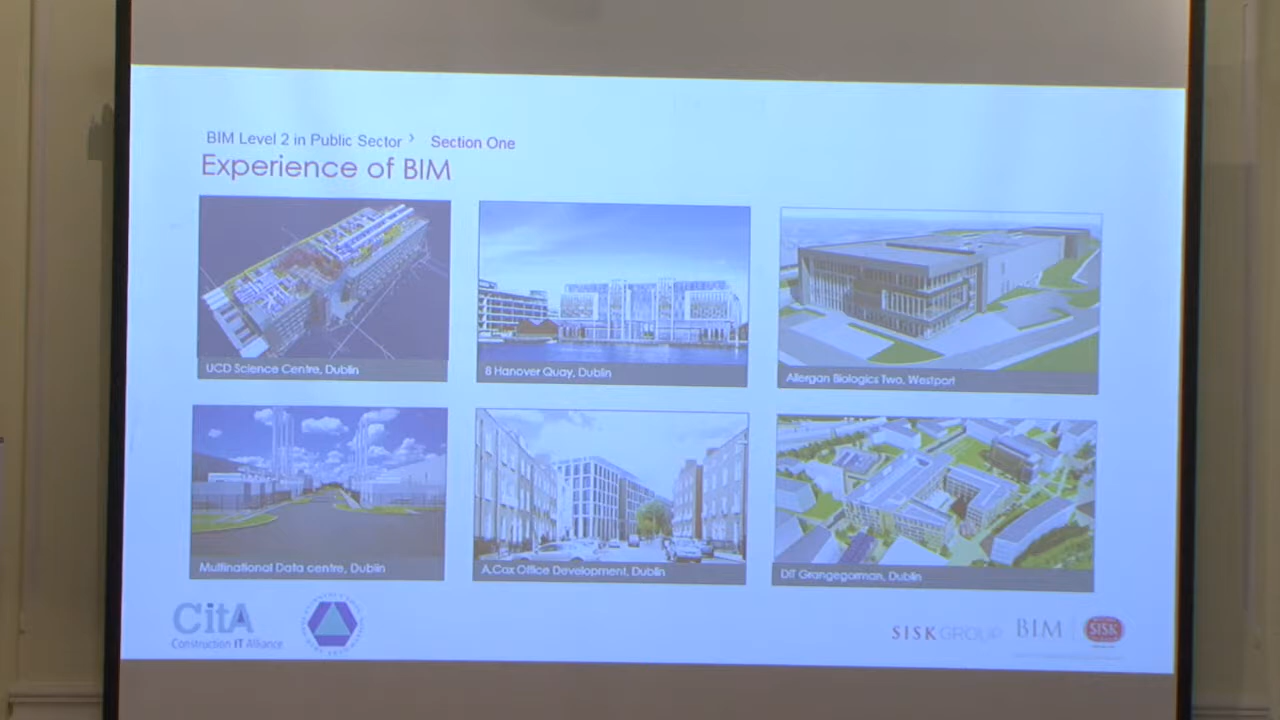 BIM Level 2 in Public Sector › Section One
Experience of BIM
UCD Science Centre, Dublin
8 Hanover Quay, Dublin
Allergan Biologics Two, Westport
Multinational Data centre, Dublin
A.Cox Office Development, Dublin
DIT Grangegorman, Dublin
CitA
Construction IT Alliance
SISK GROUP
BIM
SISK